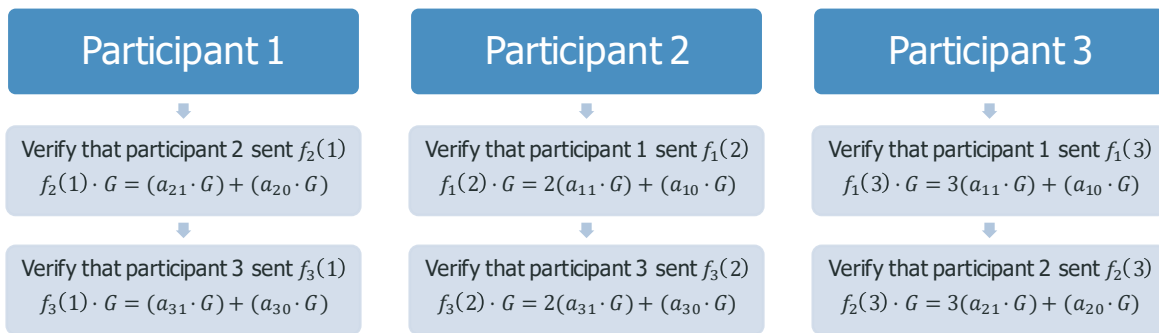 Participant 1
Verify that participant 2 sent f₂(1)
f₂(1) · G = (a₂₁ · G) + (a₂₀ · G)
Verify that participant 3 sent f₃(1)
f₃(1) · G = (a₃₁ · G) + (a₃₀ · G)
Participant 2
Verify that participant 1 sent f₁(2)
f₁(2) · G = 2(a₁₁ · G) + (a₁₀ · G)
Verify that participant 3 sent f₃(2)
f₃(2) · G = 2(a₃₁ · G) + (a₃₀ · G)
Participant 3
Verify that participant 1 sent f₁(3)
f₁(3) · G = 3(a₁₁ · G) + (a₁₀ · G)
Verify that participant 2 sent f₂(3)
f₂(3) · G = 3(a₂₁ · G) + (a₂₀ · G)